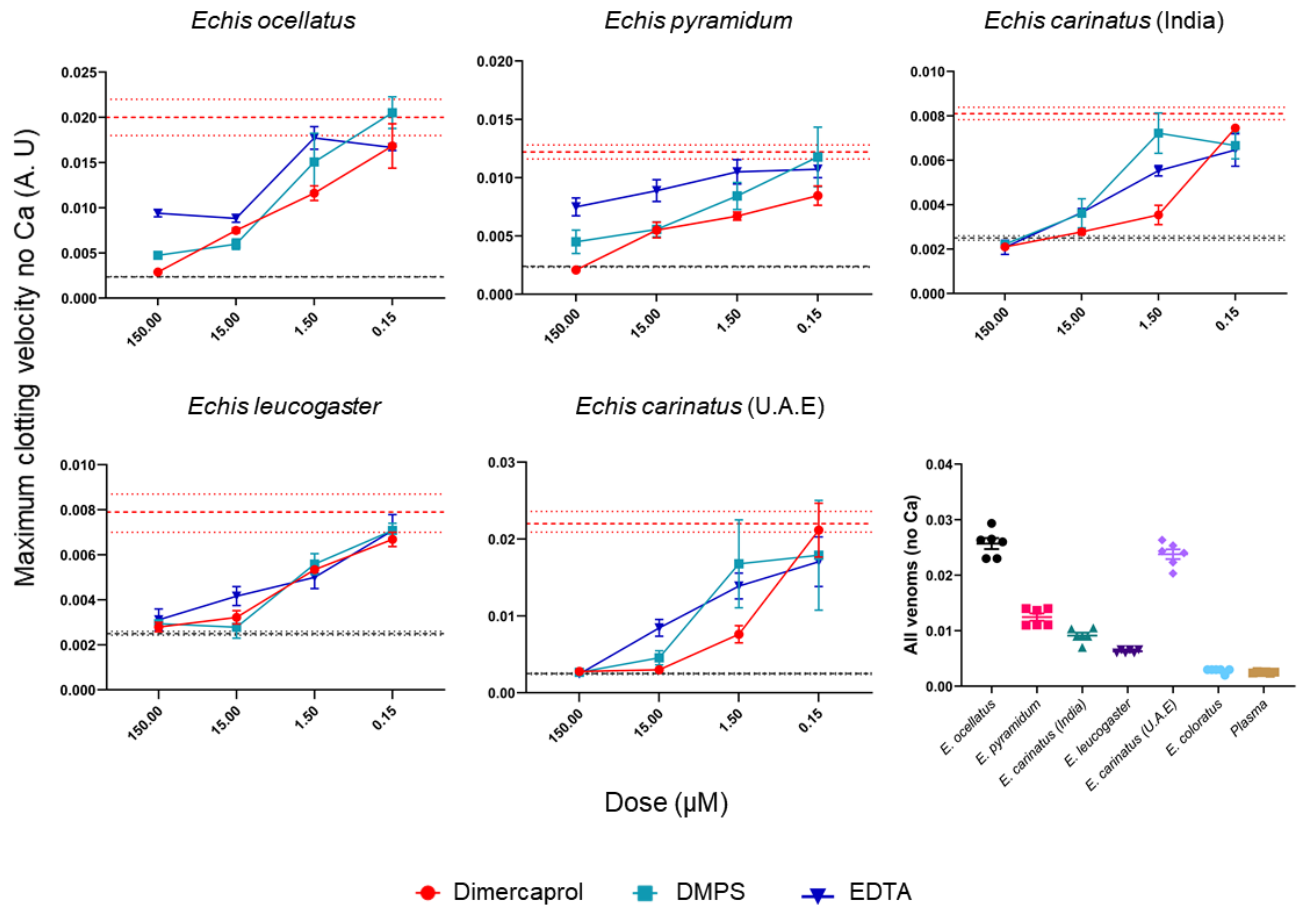 Echis ocellatus
Echis pyramidum
Echis carinatus (India)
Maximum clotting velocity no Ca (A. U)
0.025
0.020
0.015
0.010
0.005
0.000
150.00
15.00
1.50
0.15
0.015
0.010
0.005
0.000
150.00
15.00
1.50
0.15
0.010
0.008
0.006
0.004
0.002
0.000
150.00
15.00
1.50
0.15
Echis leucogaster
Echis carinatus (U.A.E)
0.010
0.008
0.006
0.004
0.002
0.000
150.00
15.00
1.50
0.15
0.03
0.02
0.01
0.00
150.00
15.00
1.50
0.15
All venoms (no Ca)
0.04
0.03
0.02
0.01
0.00
E. ocellatus
E. pyramidum
E. carinatus (India)
E. leucogaster
E. carinatus (U.A.E)
E. coloratus
Plasma
Dose (µM)
Dimercaprol
DMPS
EDTA